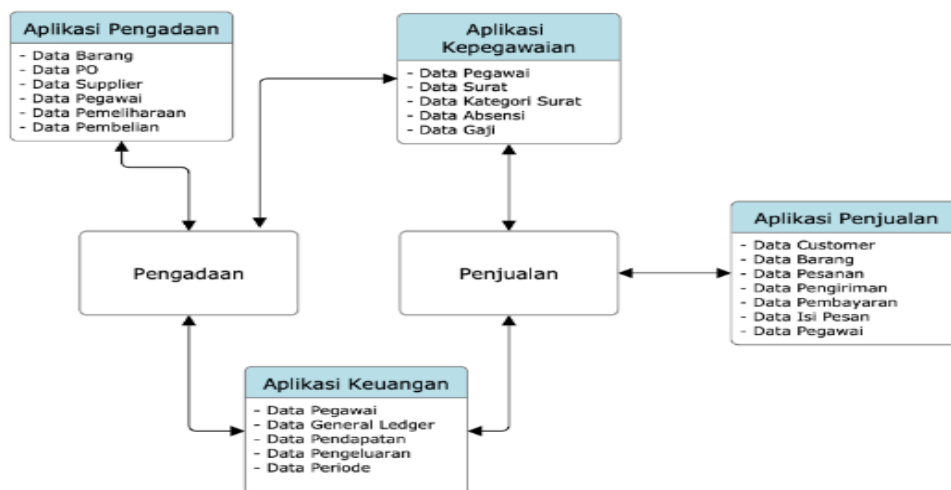 Aplikasi Pengadaan
- Data Barang
- Data PO
- Data Supplier
- Data Pegawai
- Data Pemeliharaan
- Data Pembelian
Aplikasi
Kepegawaian
- Data Pegawai
- Data Surat
- Data Kategori Surat
- Data Absensi
- Data Gaji
Pengadaan
Penjualan
Aplikasi Penjualan
- Data Customer
- Data Barang
- Data Pesanan
- Data Pengiriman
- Data Pembayaran
- Data Isi Pesan
- Data Pegawai
Aplikasi Keuangan
- Data Pegawai
- Data General Ledger
- Data Pendapatan
- Data Pengeluaran
- Data Periode